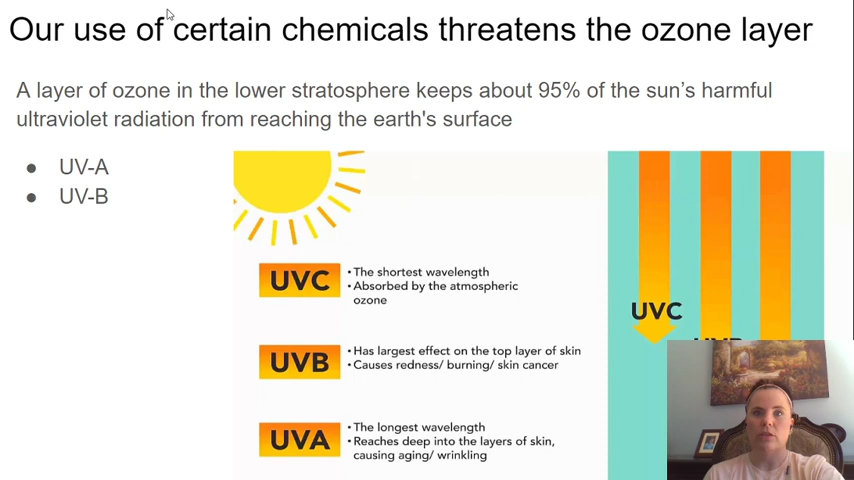 Our use of certain chemicals threatens the ozone layer
A layer of ozone in the lower stratosphere keeps about 95% of the sun’s harmful
ultraviolet radiation from reaching the earth's surface
● UV-A
● UV-B
UVC
• The shortest wavelength
• Absorbed by the atmospheric
ozone
UVB
• Has largest effect on the top layer of skin
• Causes redness/ burning/ skin cancer
UVA
• The longest wavelength
• Reaches deep into the layers of skin,
causing aging/ wrinkling
UVC